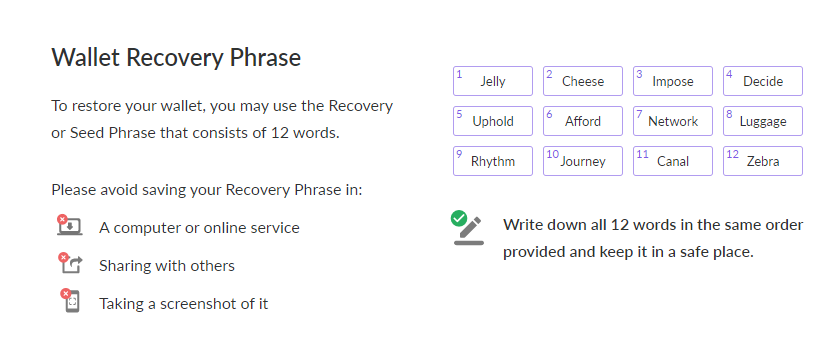 Wallet Recovery Phrase
To restore your wallet, you may use the Recovery
or Seed Phrase that consists of 12 words.
Please avoid saving your Recovery Phrase in:
A computer or online service
Sharing with others
Taking a screenshot of it
1 Jelly 2 Cheese 3 Impose 4 Decide
5 Uphold 6 Afford 7 Network 8 Luggage
9 Rhythm 10 Journey 11 Canal 12 Zebra
Write down all 12 words in the same order
provided and keep it in a safe place.